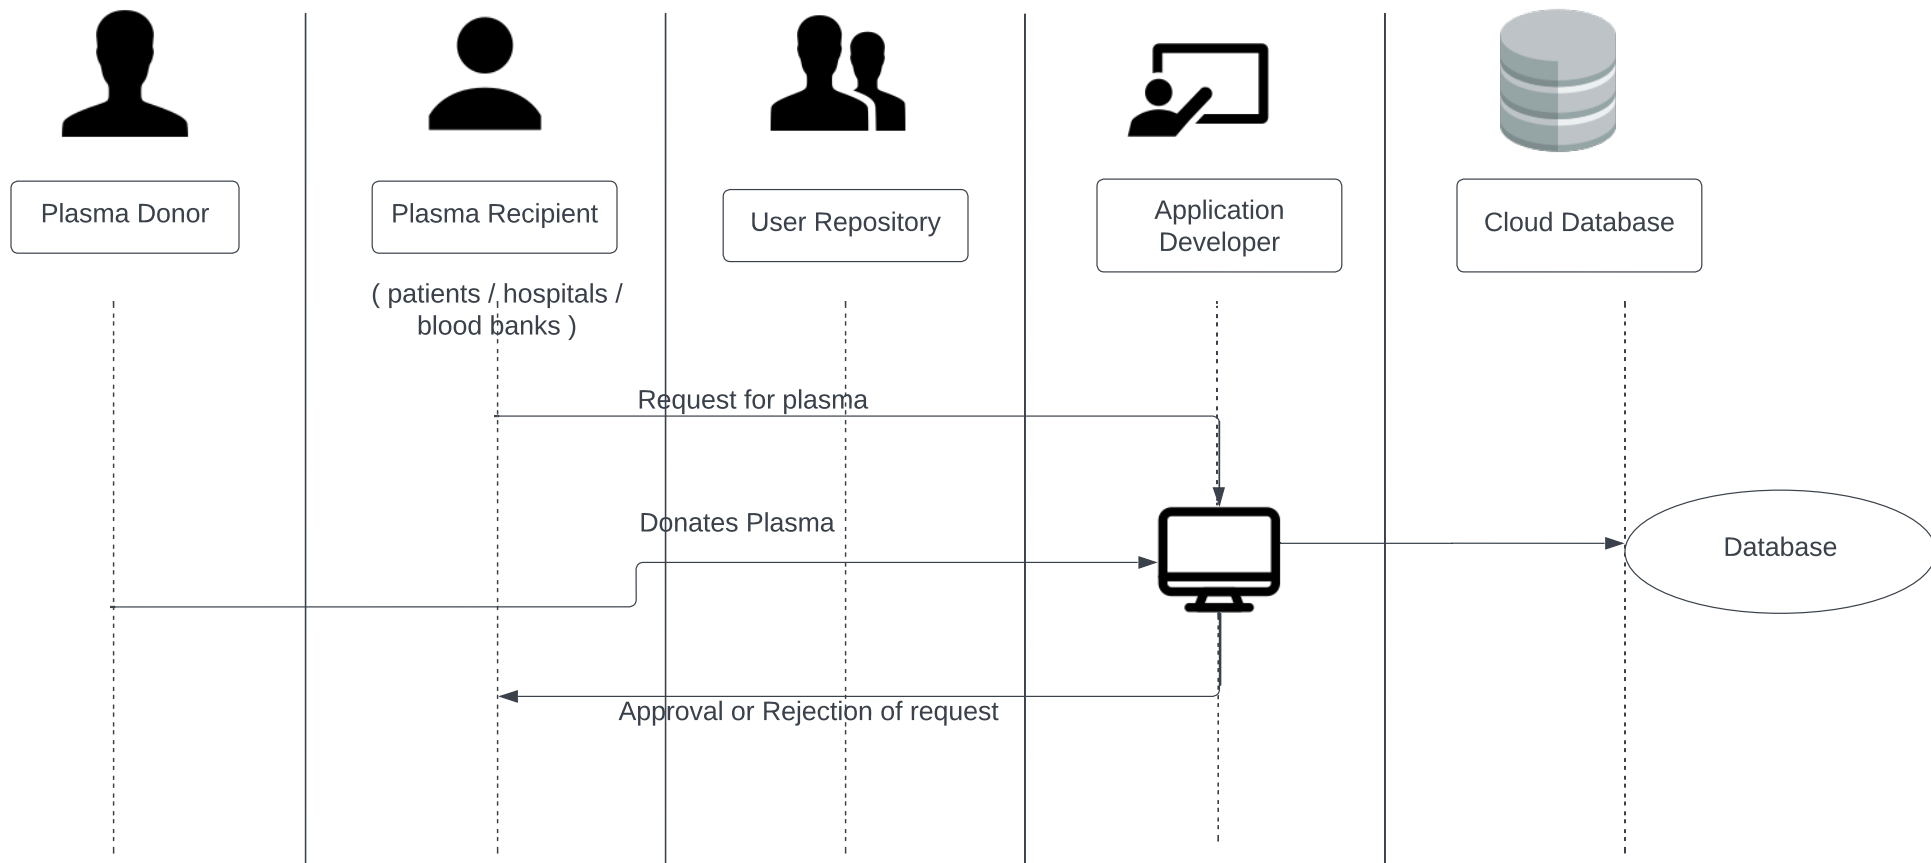 Plasma Donor
Plasma Recipient
User Repository
Application
Developer
Cloud Database
( patients / hospitals /
blood banks )
Request for plasma
Donates Plasma
Database
Approval or Rejection of request